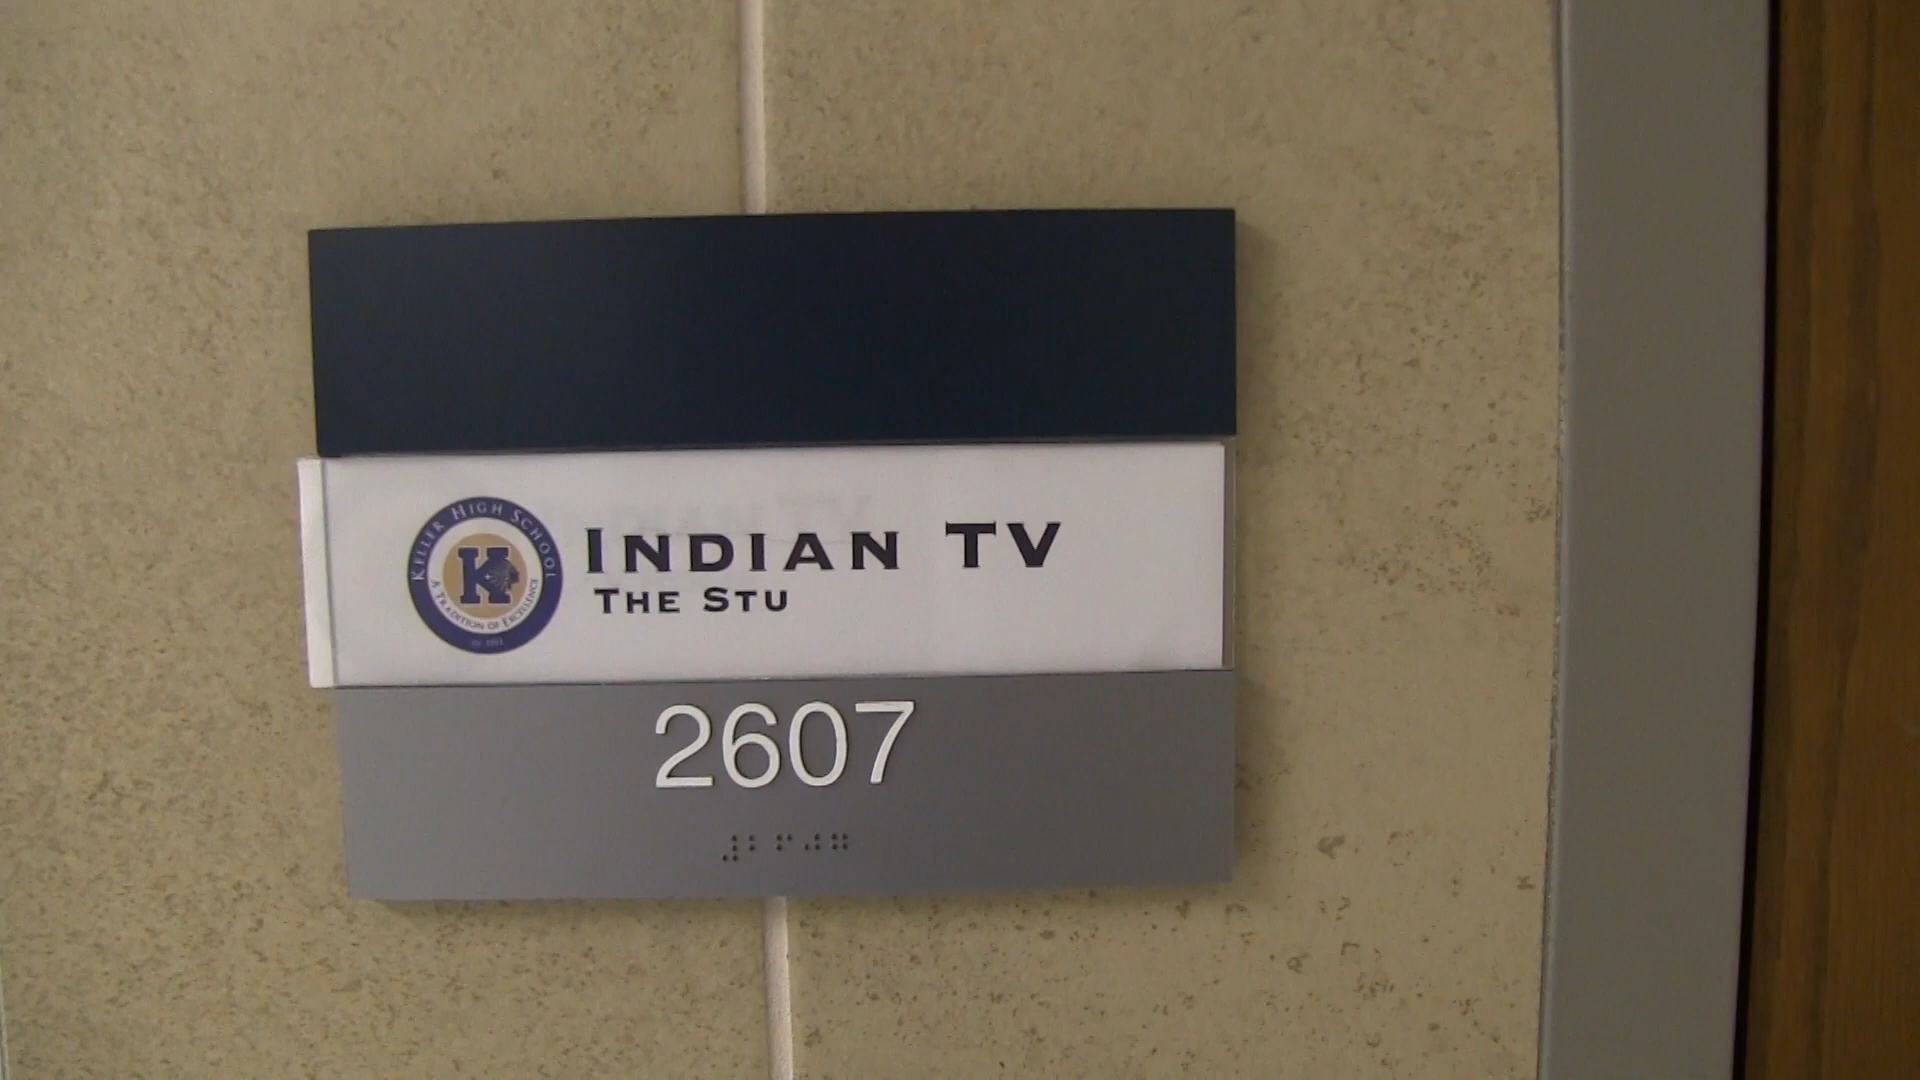 KELLER HIGH SCHOOL
K
A TRADITION OF EXCELLENCE
INDIAN TV
THE STU
2607
⠼⠃⠋⠚⠛